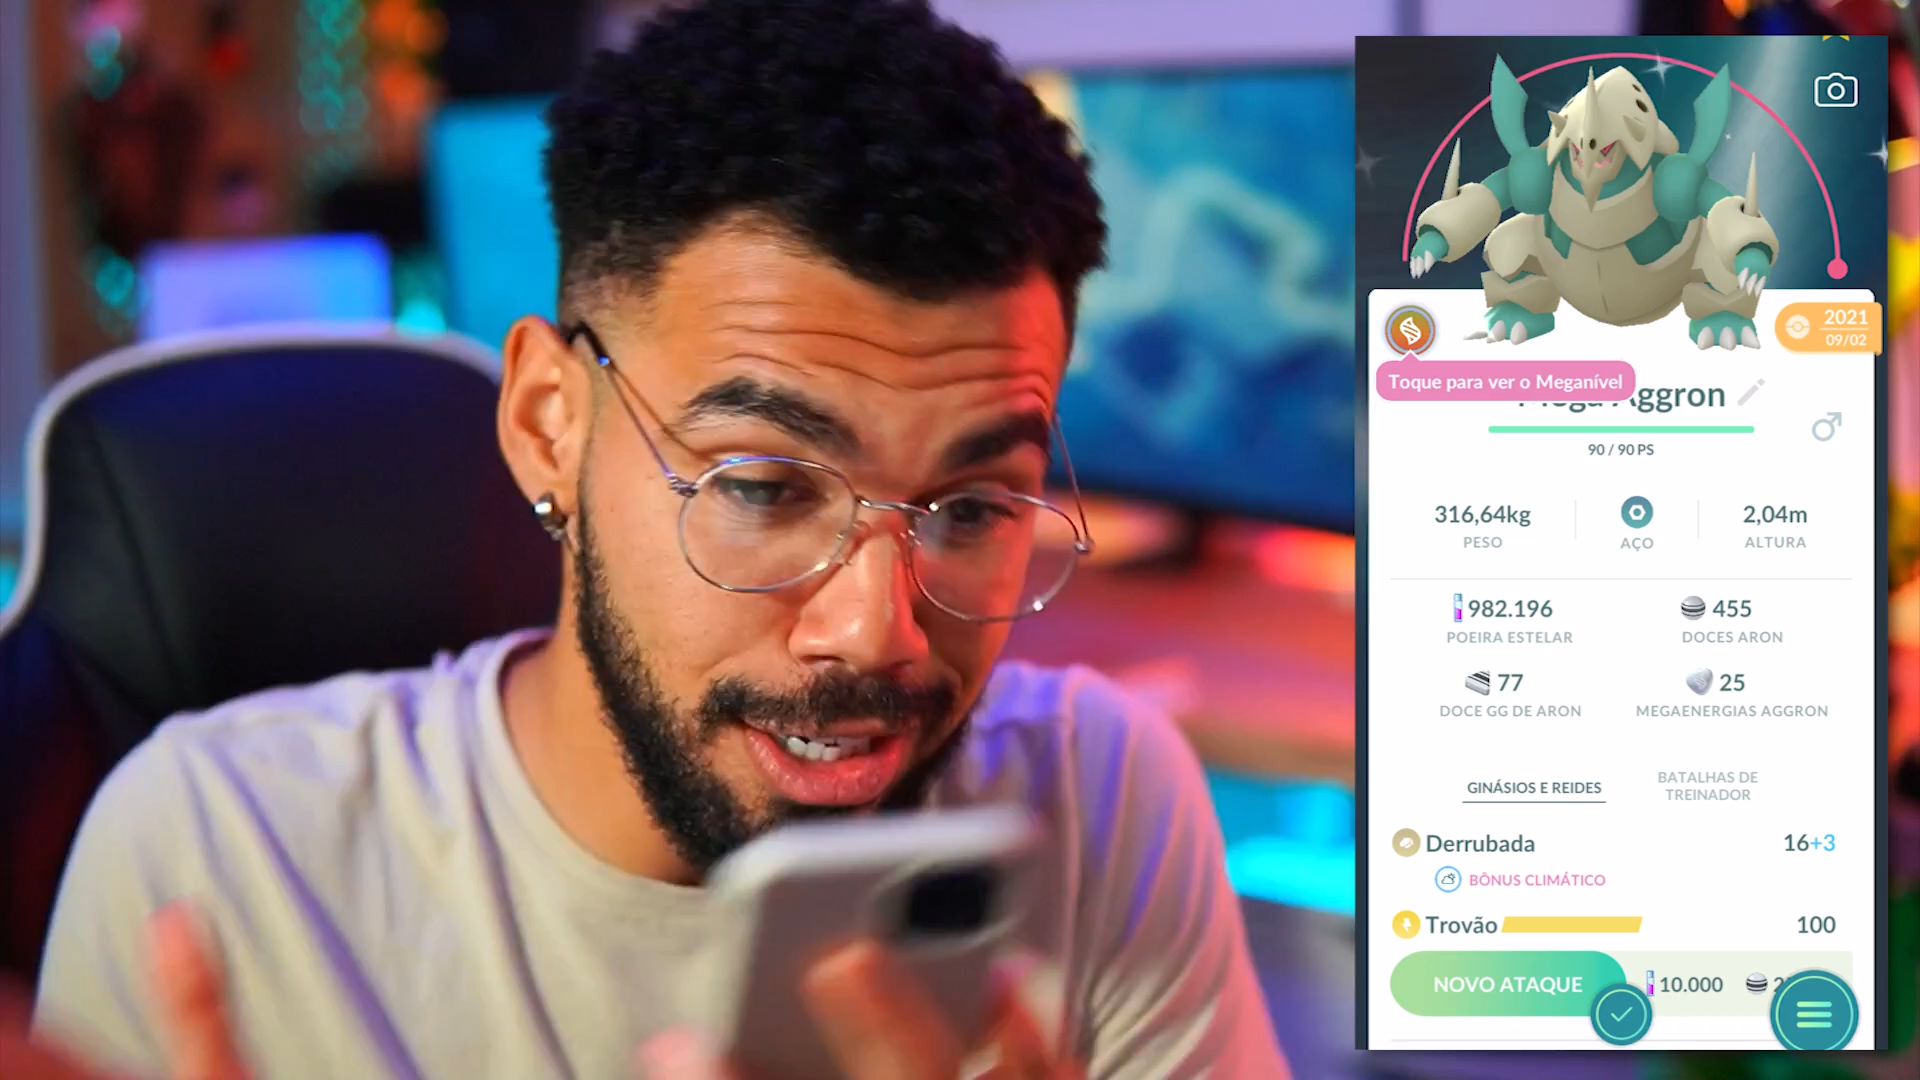 2021
09/02
Toque para ver o Meganível
Aggron
90 / 90 PS
316,64kg
PESO
AÇO
2,04m
ALTURA
982.196
POEIRA ESTELAR
455
DOCES ARON
77
DOCE GG DE ARON
25
MEGAENERGIAS AGGRON
GINÁSIOS E REIDES
BATALHAS DE
TREINADOR
Derrubada
16+3
BÔNUS CLIMÁTICO
Trovão
100
NOVO ATAQUE
10.000